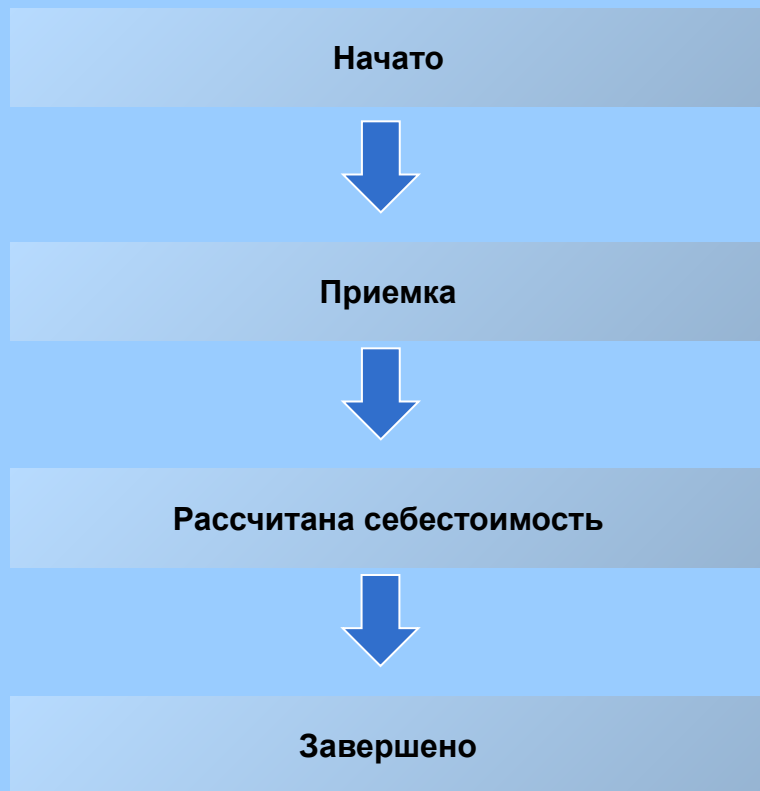 Начато
Приемка
Рассчитана себестоимость
Завершено